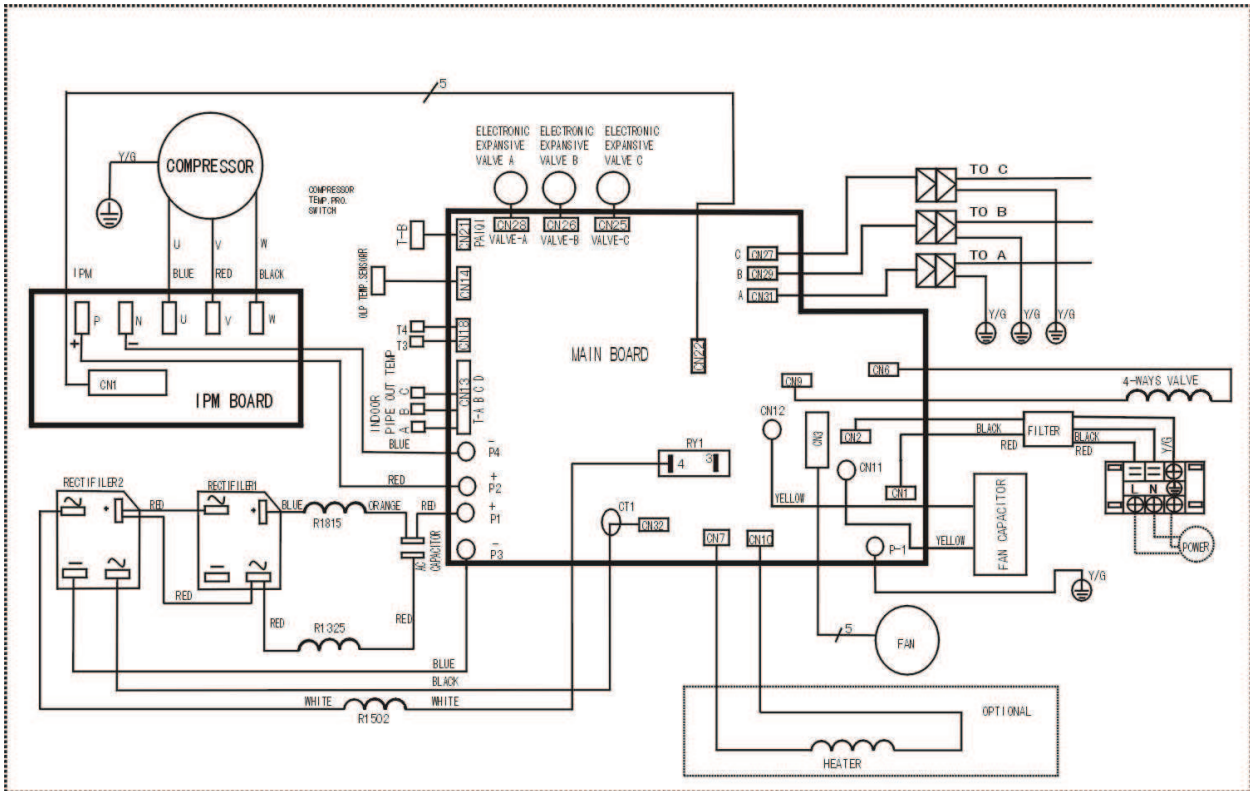 5
ELECTRONIC
EXPANSIVE
VALVE A
ELECTRONIC
EXPANSIVE
VALVE B
ELECTRONIC
EXPANSIVE
VALVE C
Y/G
COMPRESSOR
COMPRESSOR
TEMP.PRO.
SWITCH
TO C
TO B
TO A
T-B
CN21
PAIQI
CN28
VALVE-A
CN26
VALVE-B
CN25
VALVE-C
U
V
W
BLUE
RED
BLACK
IPM
P
N
U
V
W
+
−
CN1
IPM BOARD
OLP TEMP.SENSORR
CN14
C
CN27
B
CN29
A
CN31
Y/G
Y/G
Y/G
T4
T3
CN18
MAIN BOARD
CN22
INDOOR
PIPE OUT TEMP
A
B
C
CN13
T-A B C D
CN6
CN9
4-WAYS VALVE
CN12
CN3
CN2
BLACK
RED
FILTER
BLACK
RED
Y/G
CN11
CN1
L
N
POWER
BLUE
−
P4
RED
+
P2
RED
+
P1
−
P3
RY1
4
3
CT1
CN32
YELLOW
YELLOW
FAN CAPACITOR
P-1
Y/G
CN7
CN10
RECTIFILER2
+
−
RED
RECTIFILER1
+
−
BLUE
R1815
ORANGE
AC
CAPACITOR
RED
RED
R1325
RED
BLUE
BLACK
WHITE
R1502
WHITE
5
FAN
OPTIONAL
HEATER